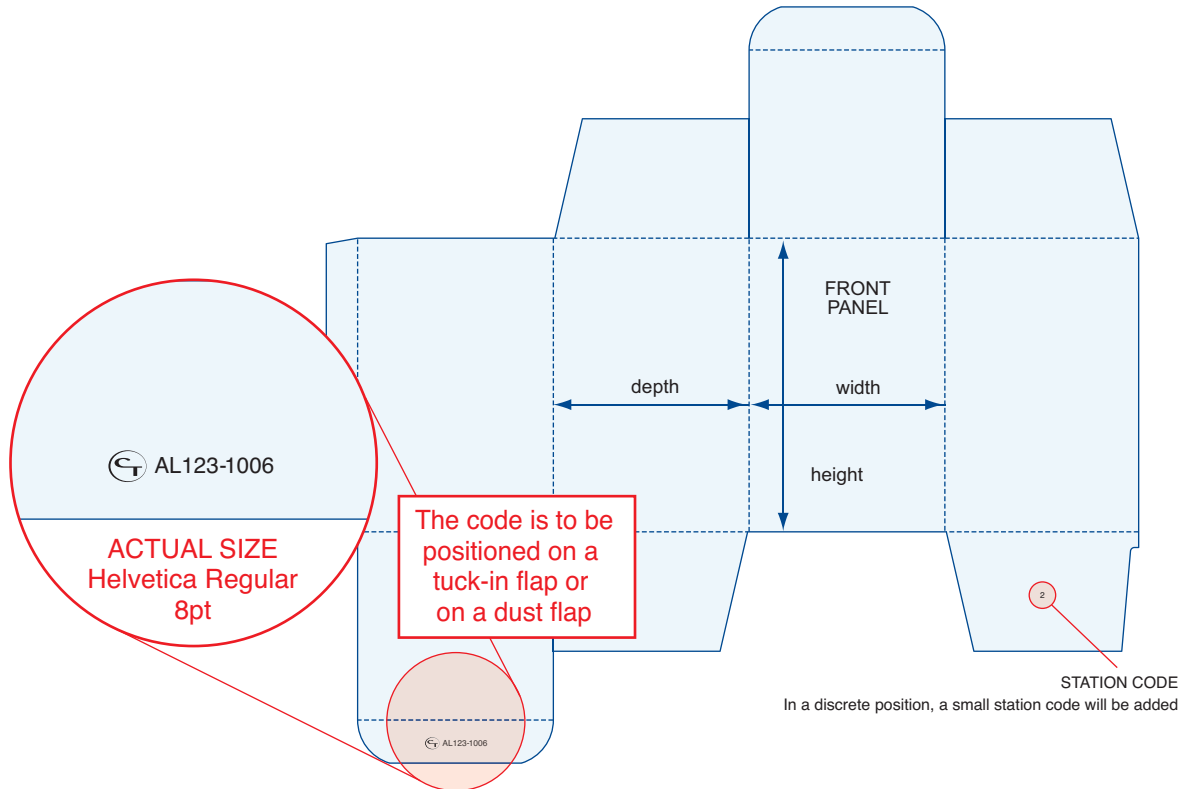 FRONT
PANEL
depth
width
height
CT AL123-1006
ACTUAL SIZE
Helvetica Regular
8pt
The code is to be
positioned on a
tuck-in flap or
on a dust flap
2
STATION CODE
In a discrete position, a small station code will be added
CT AL123-1006